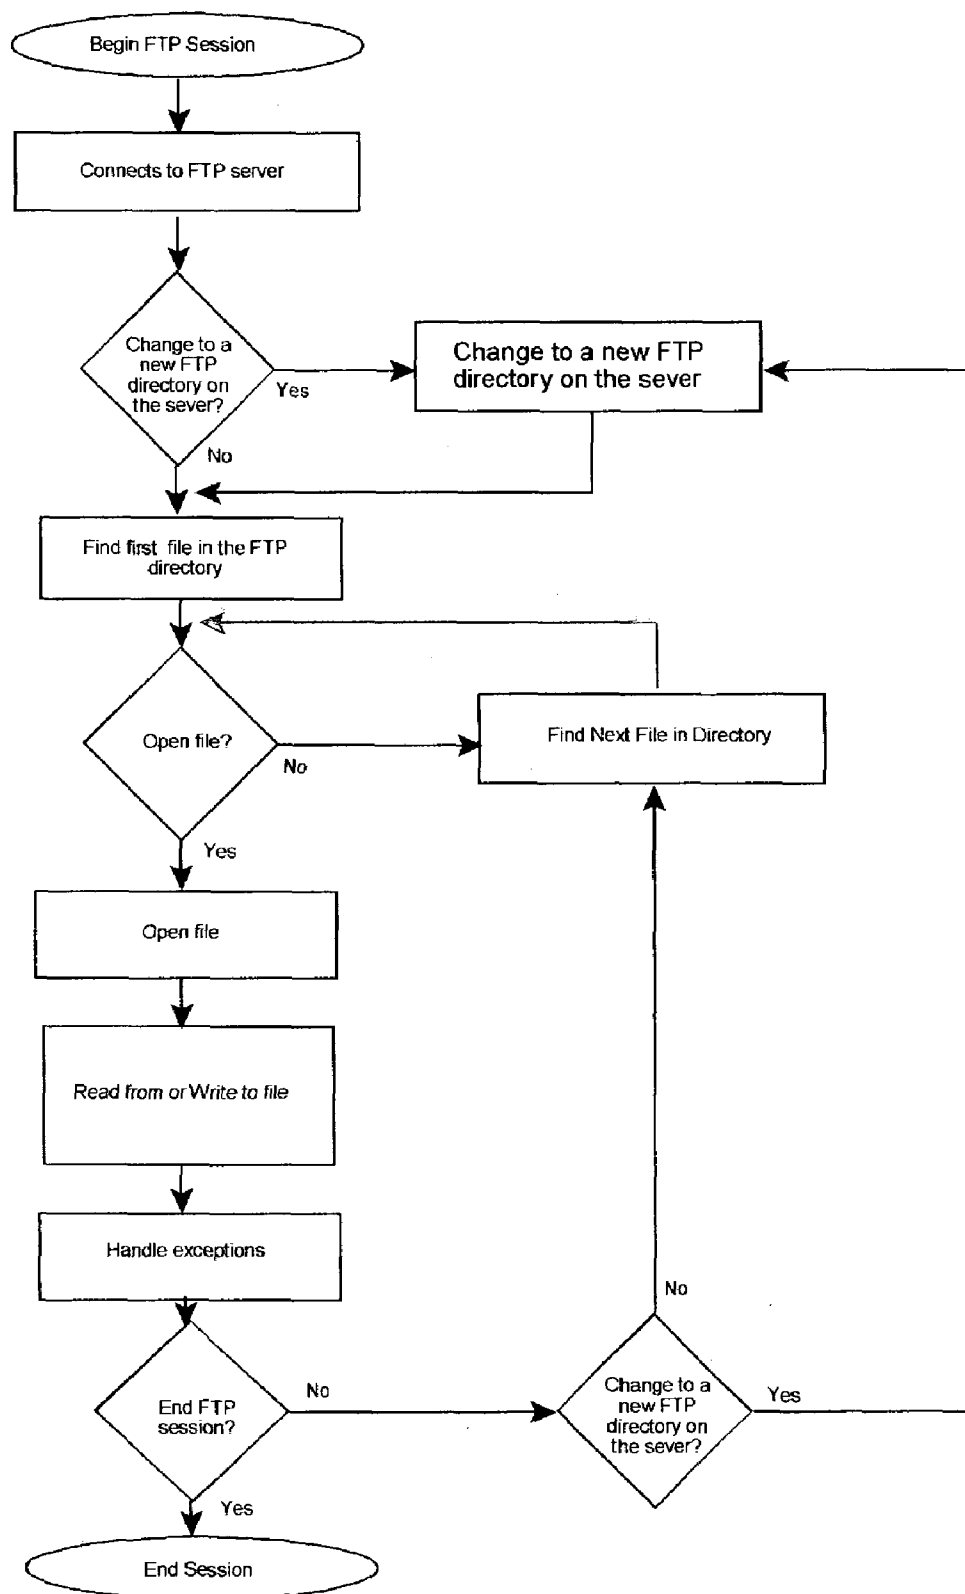 Begin FTP Session
Connects to FTP server
Change to a
new FTP
directory on
the sever?
Yes
Change to a new FTP
directory on the sever
No
Find first file in the FTP
directory
Open file?
No
Find Next File in Directory
Yes
Open file
Read from or Write to file
Handle exceptions
No
End FTP
session?
No
Change to a
new FTP
directory on
the sever?
Yes
Yes
End Session